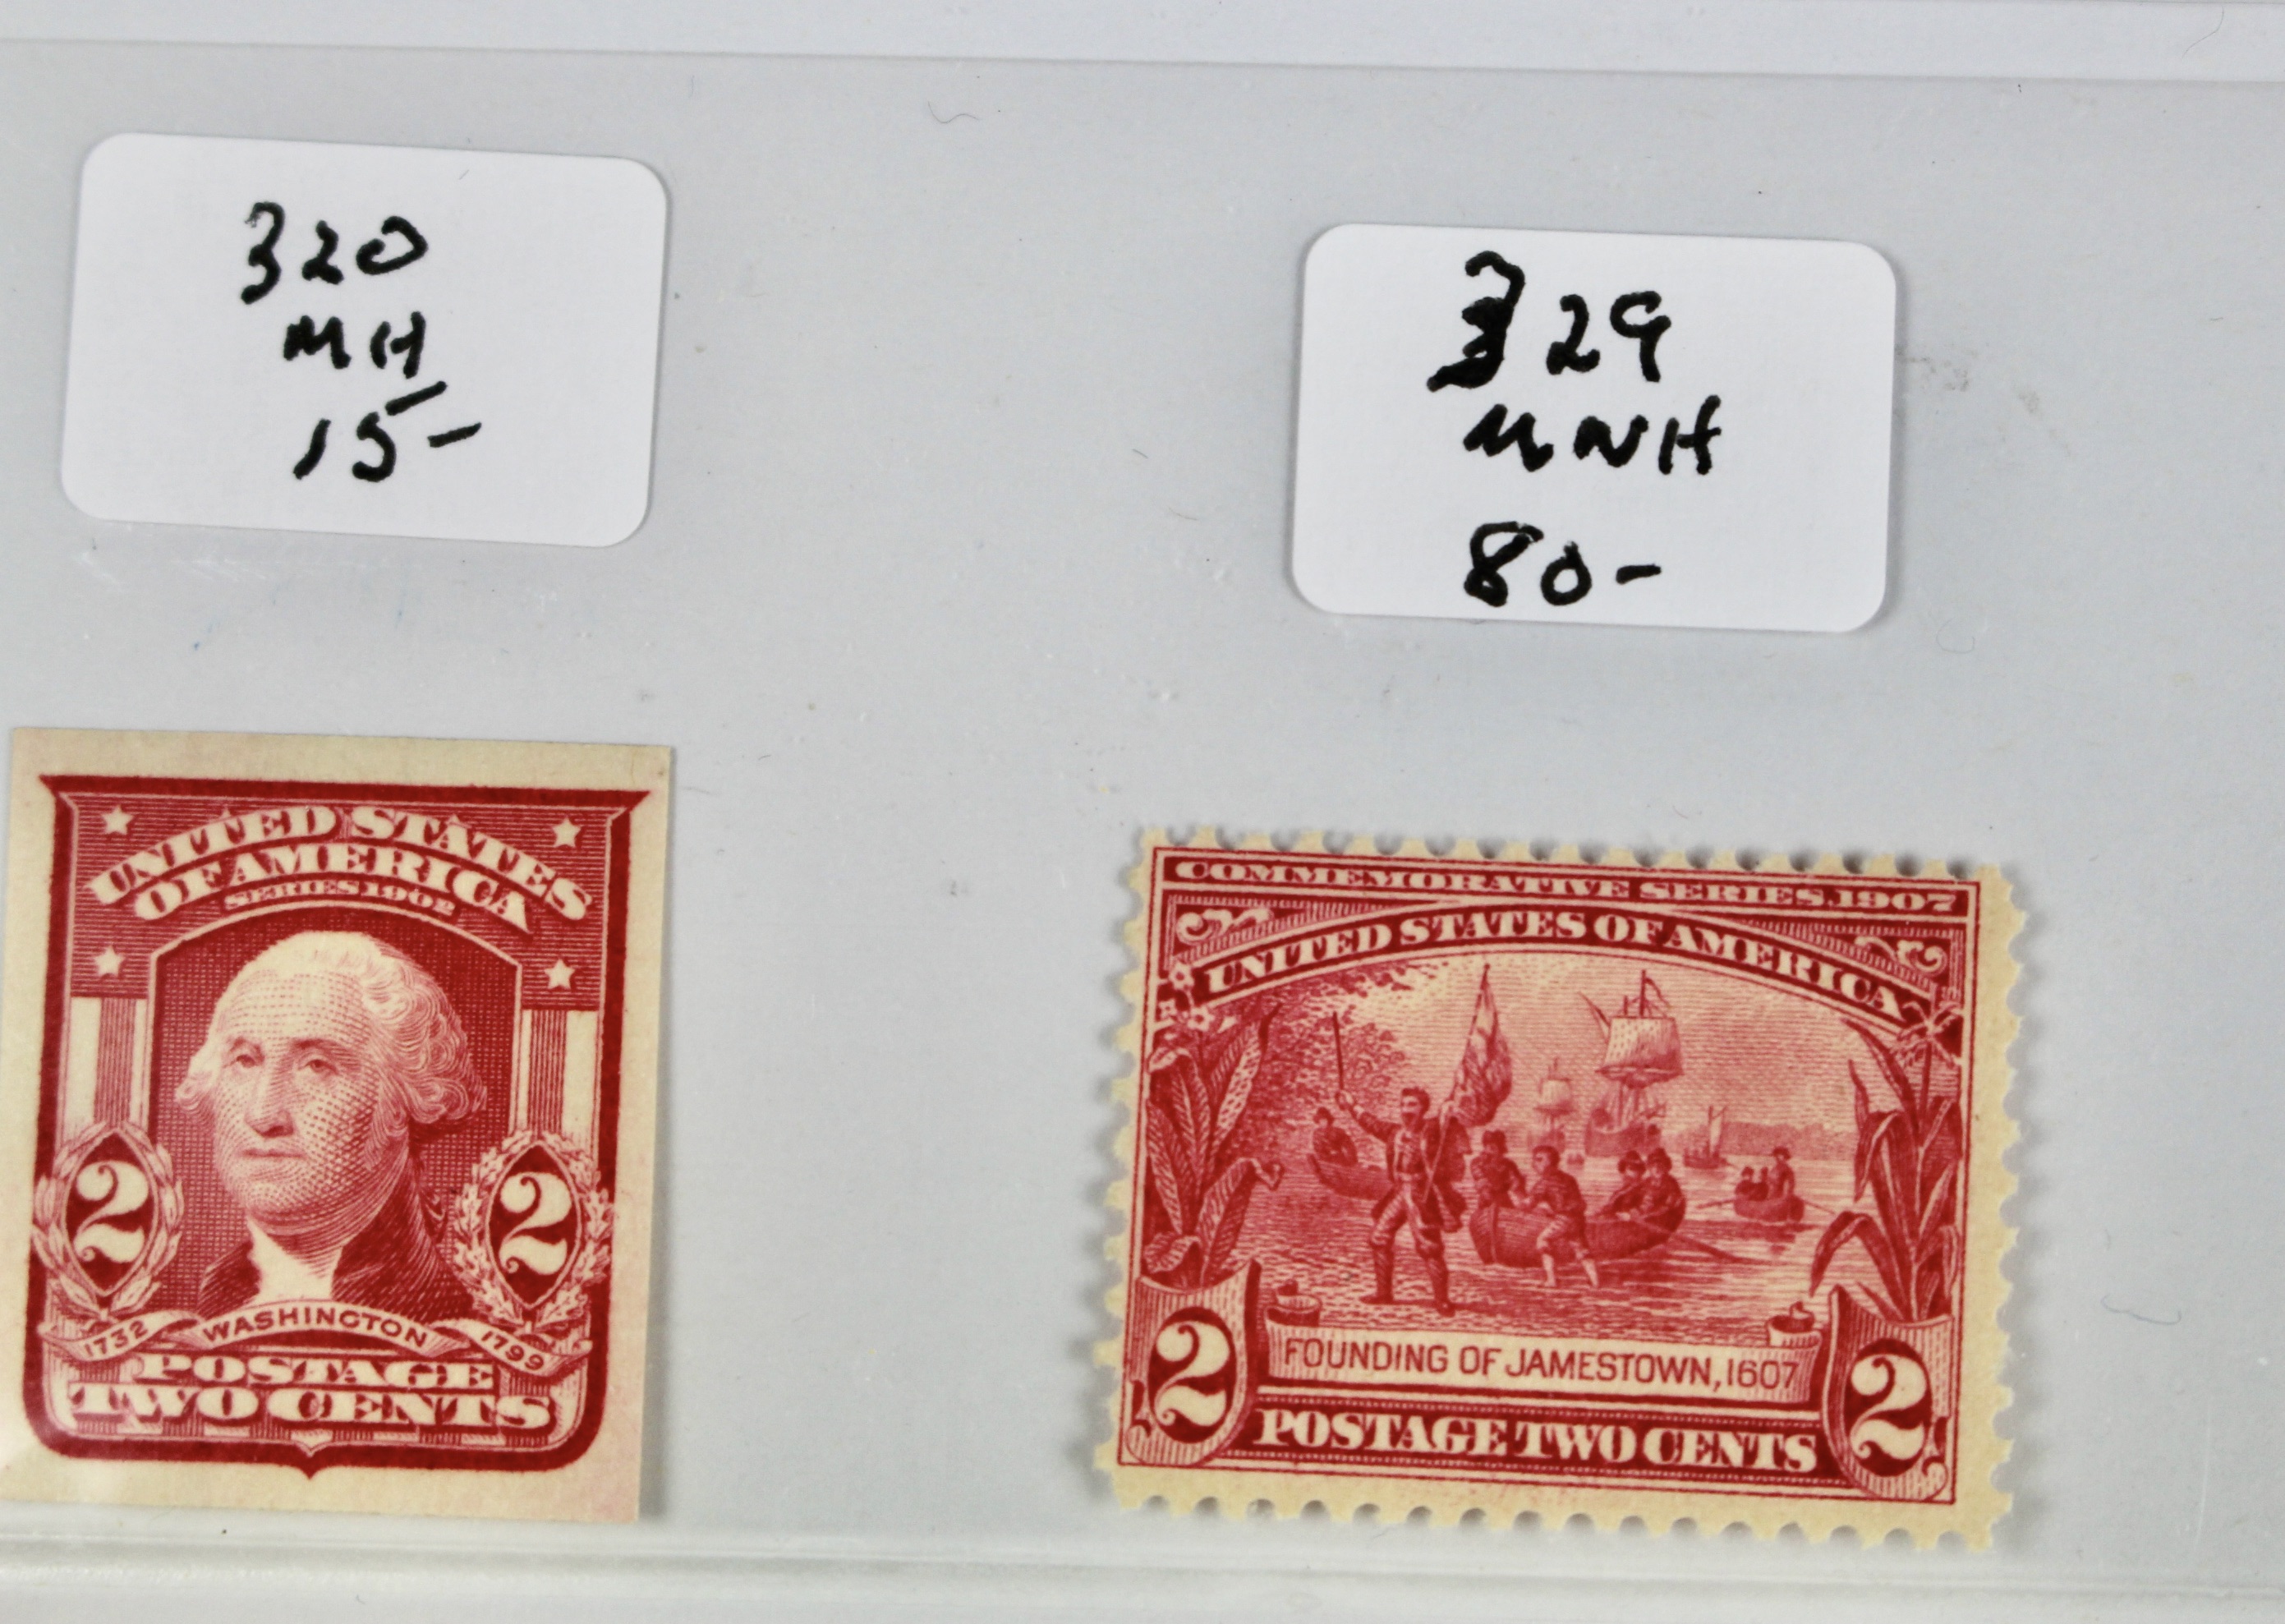 320
MH
15-
329
MNH
80-
UNITED STATES
OF AMERICA
SERIES 1902
2
2
1732
WASHINGTON
1799
POSTAGE
TWO CENTS
COMMEMORATIVE SERIES, 1907
UNITED STATES OF AMERICA
FOUNDING OF JAMESTOWN, 1607
2
2
POSTAGE TWO CENTS